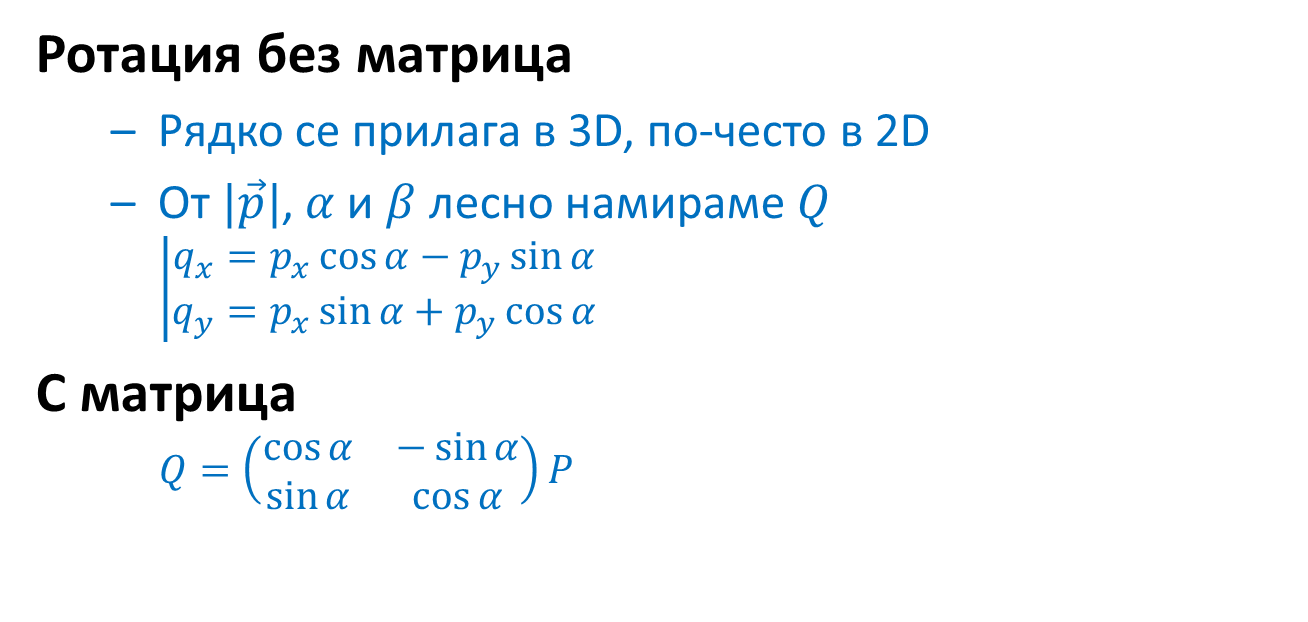 Ротация без матрица
– Рядко се прилага в 3D, по-често в 2D
– От |p⃗|, α и β лесно намираме Q
q_x = p_x cos α − p_y sin α
q_y = p_x sin α + p_y cos α
С матрица
Q = (cos α − sin α
sin α cos α) P